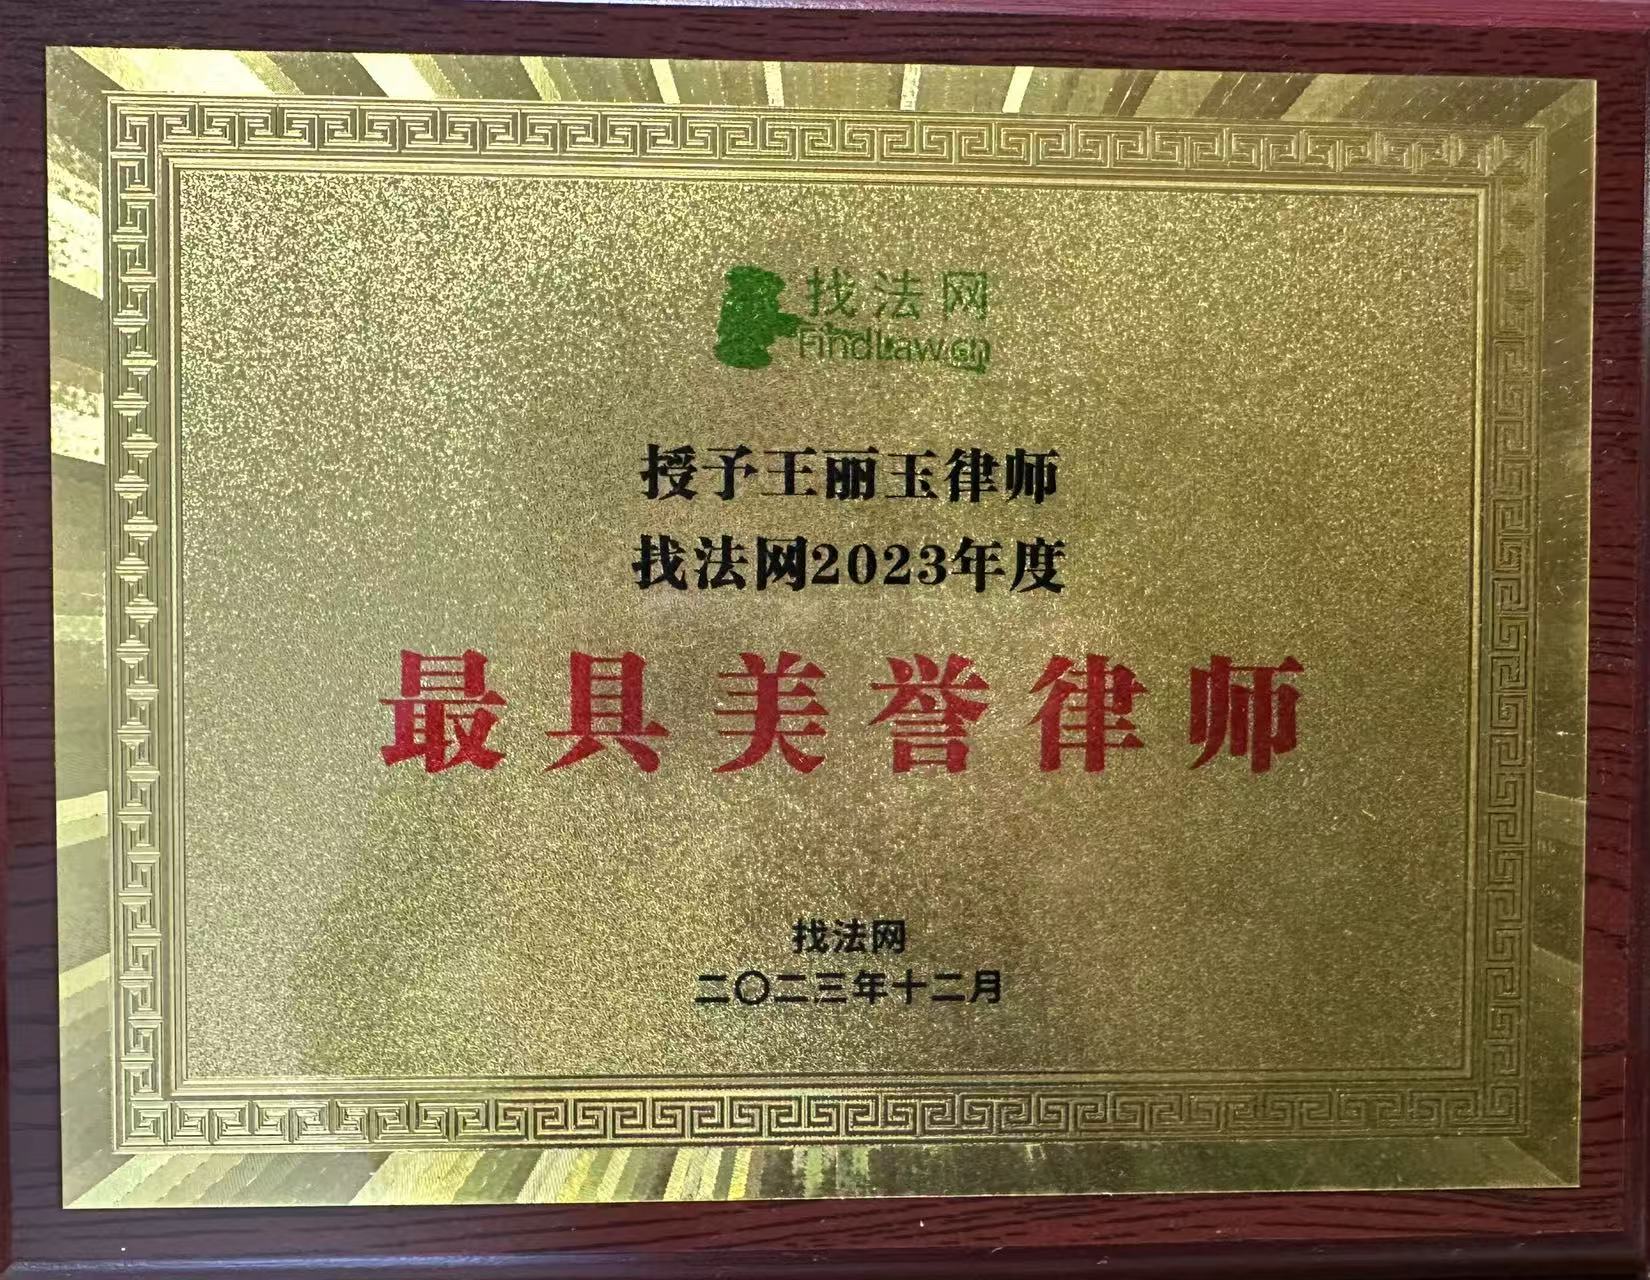 找法网
FindLaw.cn
授予王丽玉律师
找法网2023年度
最具美誉律师
找法网
二〇二三年十二月